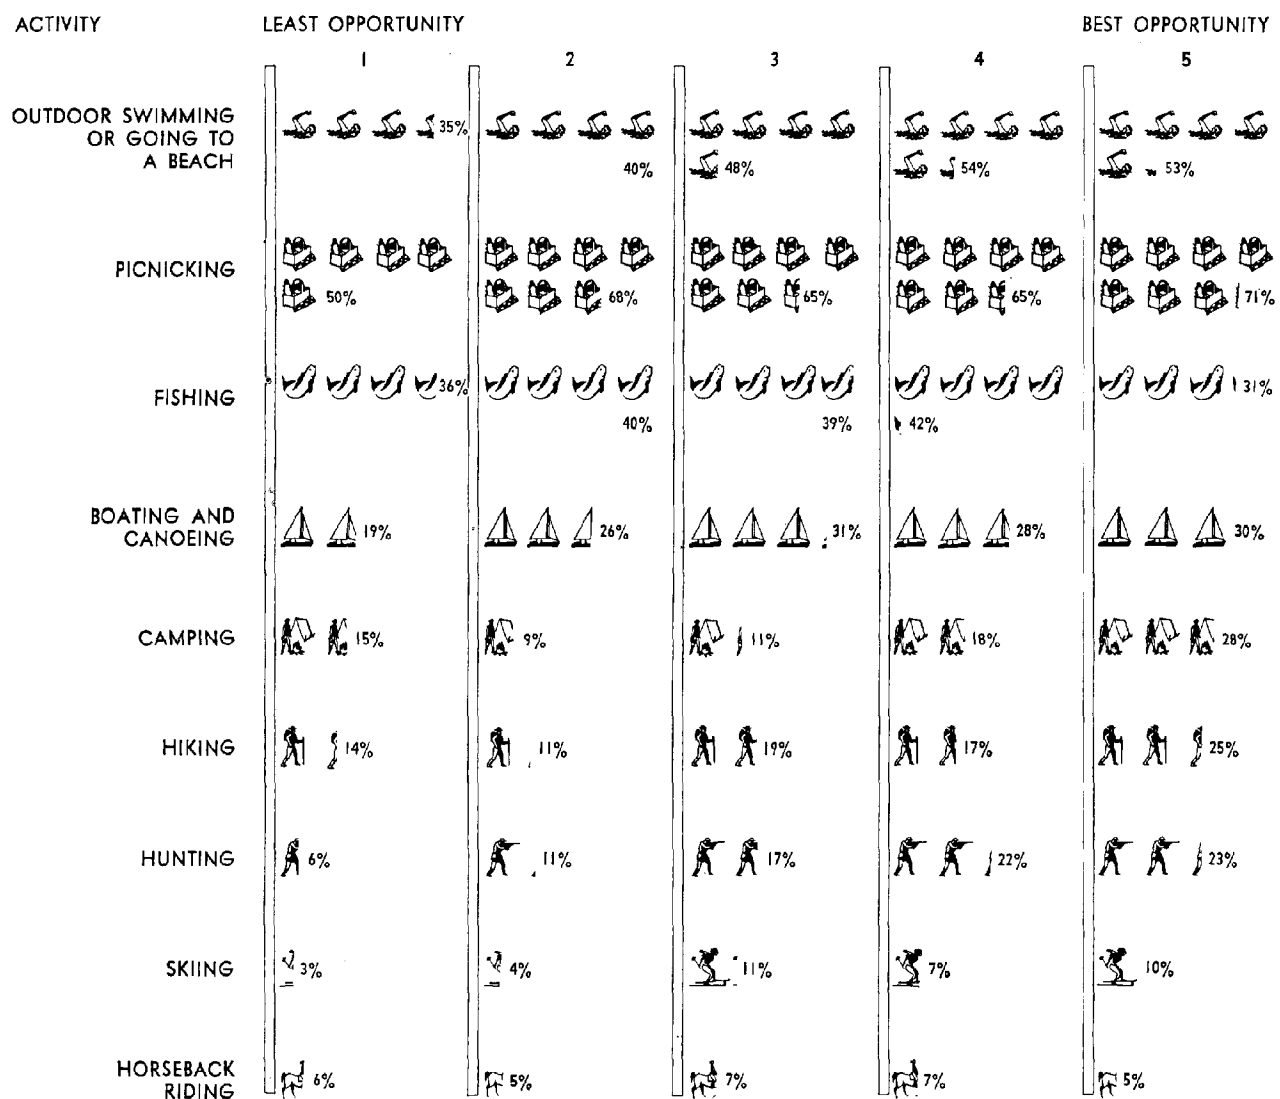 ACTIVITY LEAST OPPORTUNITY BEST OPPORTUNITY
1 2 3 4 5
OUTDOOR SWIMMING
OR GOING TO
A BEACH
35%
40% 48% 54% 53%
PICNICKING
50% 68% 65% 65% 71%
FISHING
36% 31%
40% 39% 42%
BOATING AND
CANOEING
19% 26% 31% 28% 30%
CAMPING 15% 9% 11% 18% 28%
HIKING 14% 11% 19% 17% 25%
HUNTING 6% 11% 17% 22% 23%
SKIING 3% 4% 11% 7% 10%
HORSEBACK
RIDING
6% 5% 7% 7% 5%